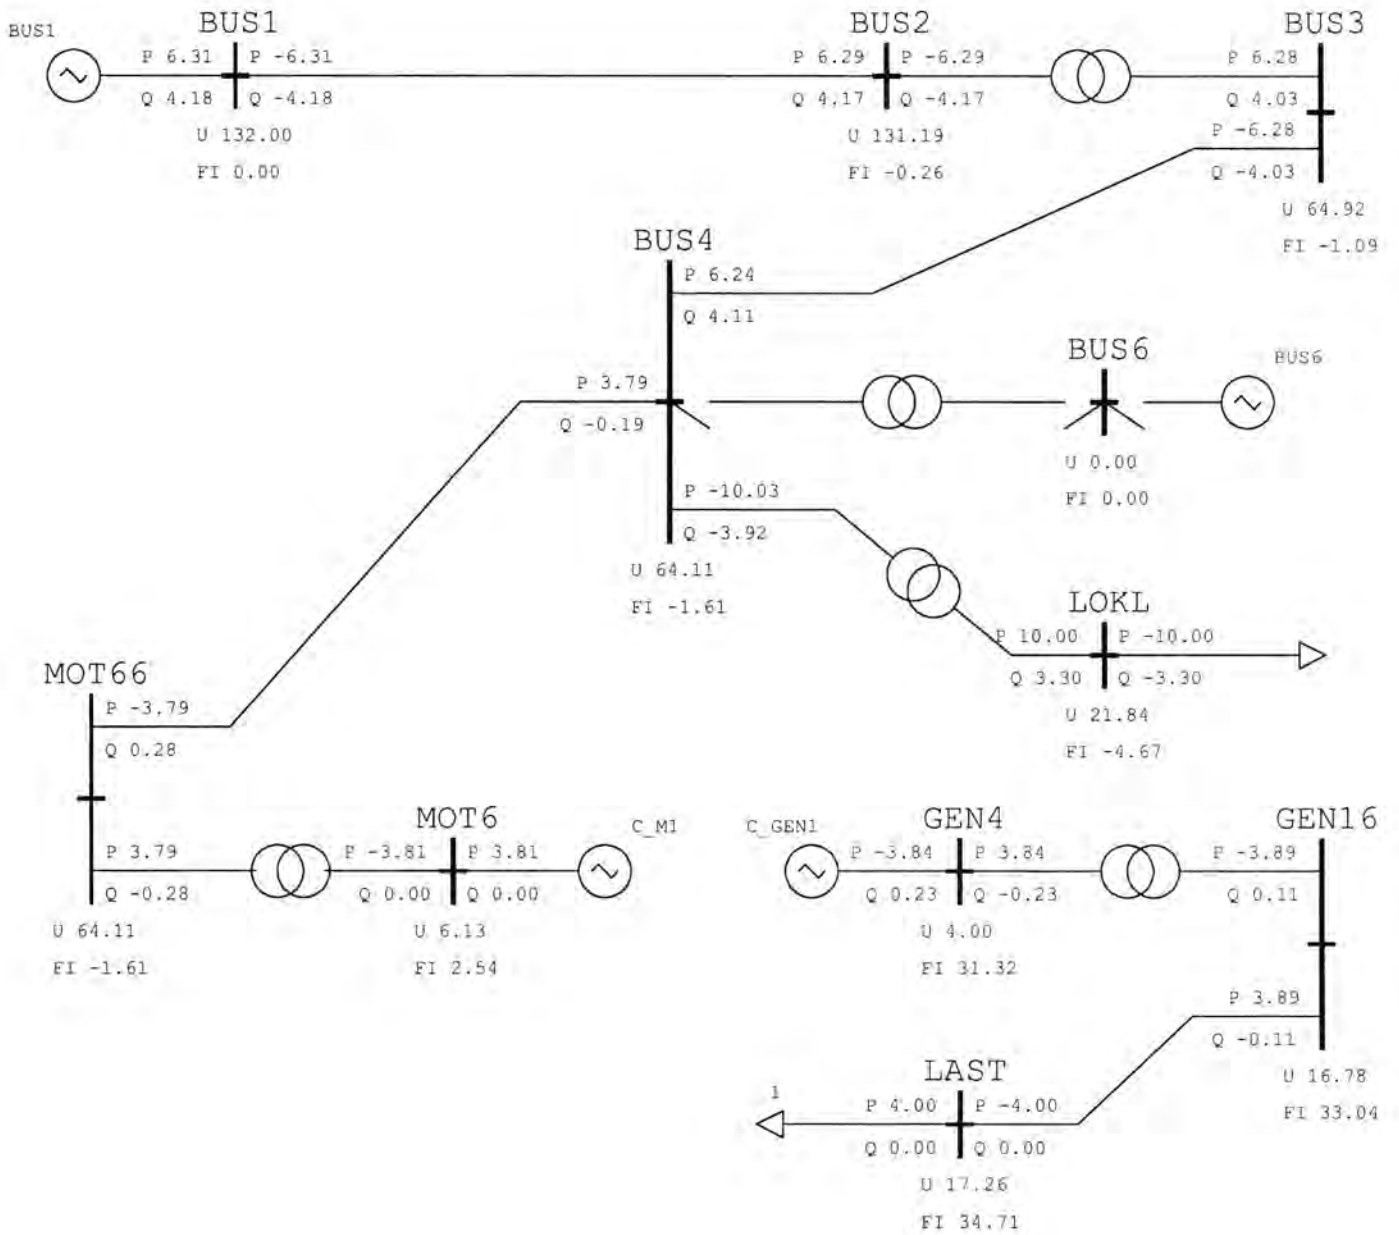 BUS1 BUS1 BUS2 BUS3
P 6.31 P -6.31 P 6.29 P -6.29 P 6.28
Q 4.18 Q -4.18 Q 4.17 Q -4.17 Q 4.03
U 132.00 U 131.19 P -6.28
FI 0.00 FI -0.26 Q -4.03
U 64.92
FI -1.09
BUS4
P 6.24
Q 4.11
BUS6 BUS6
P 3.79
Q -0.19
U 0.00
FI 0.00
P -10.03
Q -3.92
U 64.11
FI -1.61
LOKL
P 10.00 P -10.00
Q 3.30 Q -3.30
U 21.84
FI -4.67
MOT66
P -3.79
Q 0.28
MOT6 C_M1 C_GEN1 GEN4 GEN16
P 3.79 P -3.81 P 3.81 P -3.84 P 3.84 P -3.89
Q -0.28 Q 0.00 Q 0.00 Q 0.23 Q -0.23 Q 0.11
U 64.11 U 6.13 U 4.00
FI -1.61 FI 2.54 FI 31.32
P 3.89
Q -0.11
U 16.78
FI 33.04
LAST
1
P 4.00 P -4.00
Q 0.00 Q 0.00
U 17.26
FI 34.71